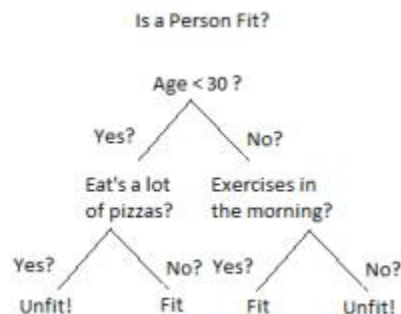 Is a Person Fit?
Age < 30 ?
Yes? No?
Eat's a lot Exercises in
of pizzas? the morning?
Yes? No? Yes? No?
Unfit! Fit Fit Unfit!